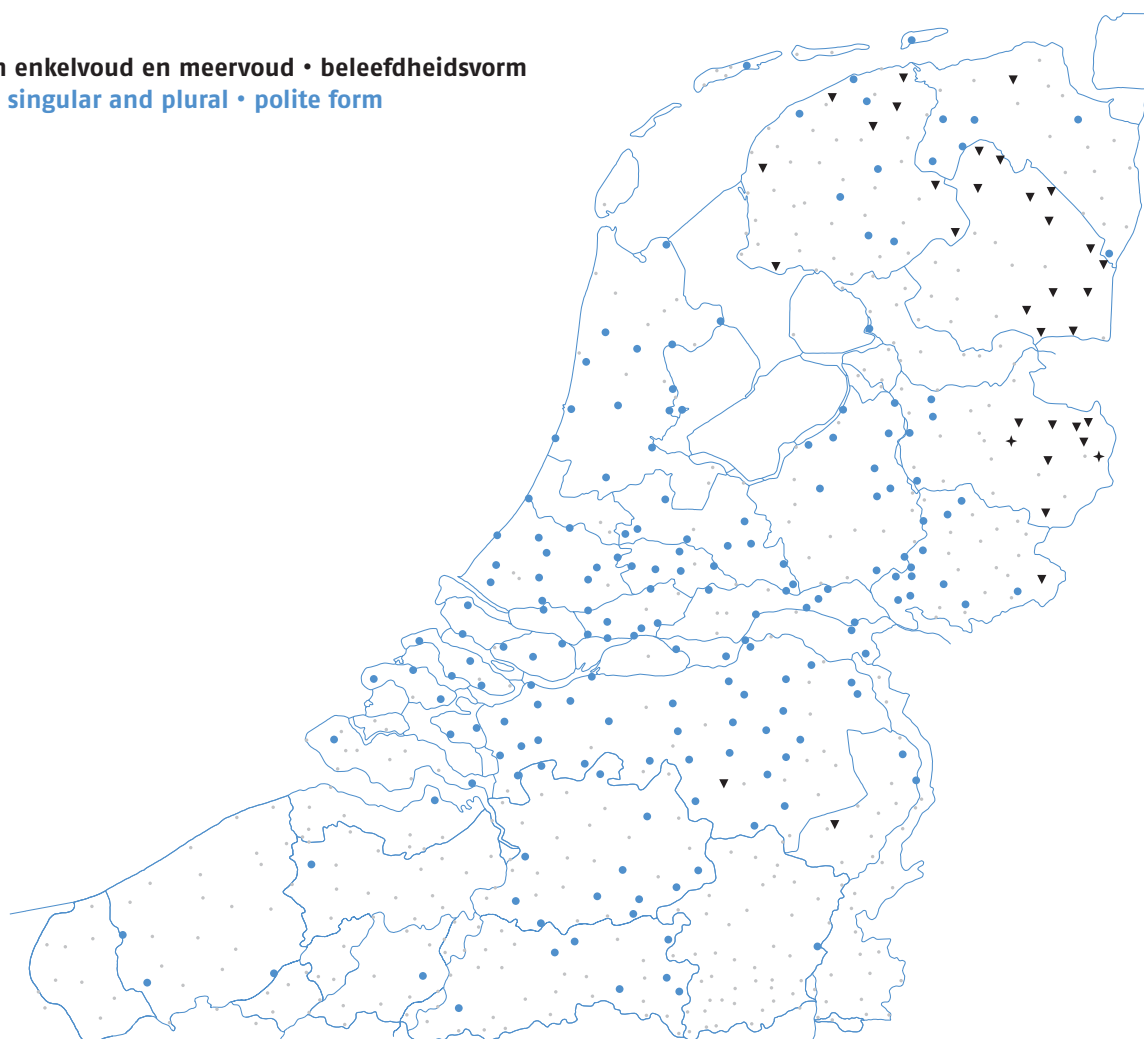 enkelvoud en meervoud • beleefdheidsvorm
singular and plural • polite form